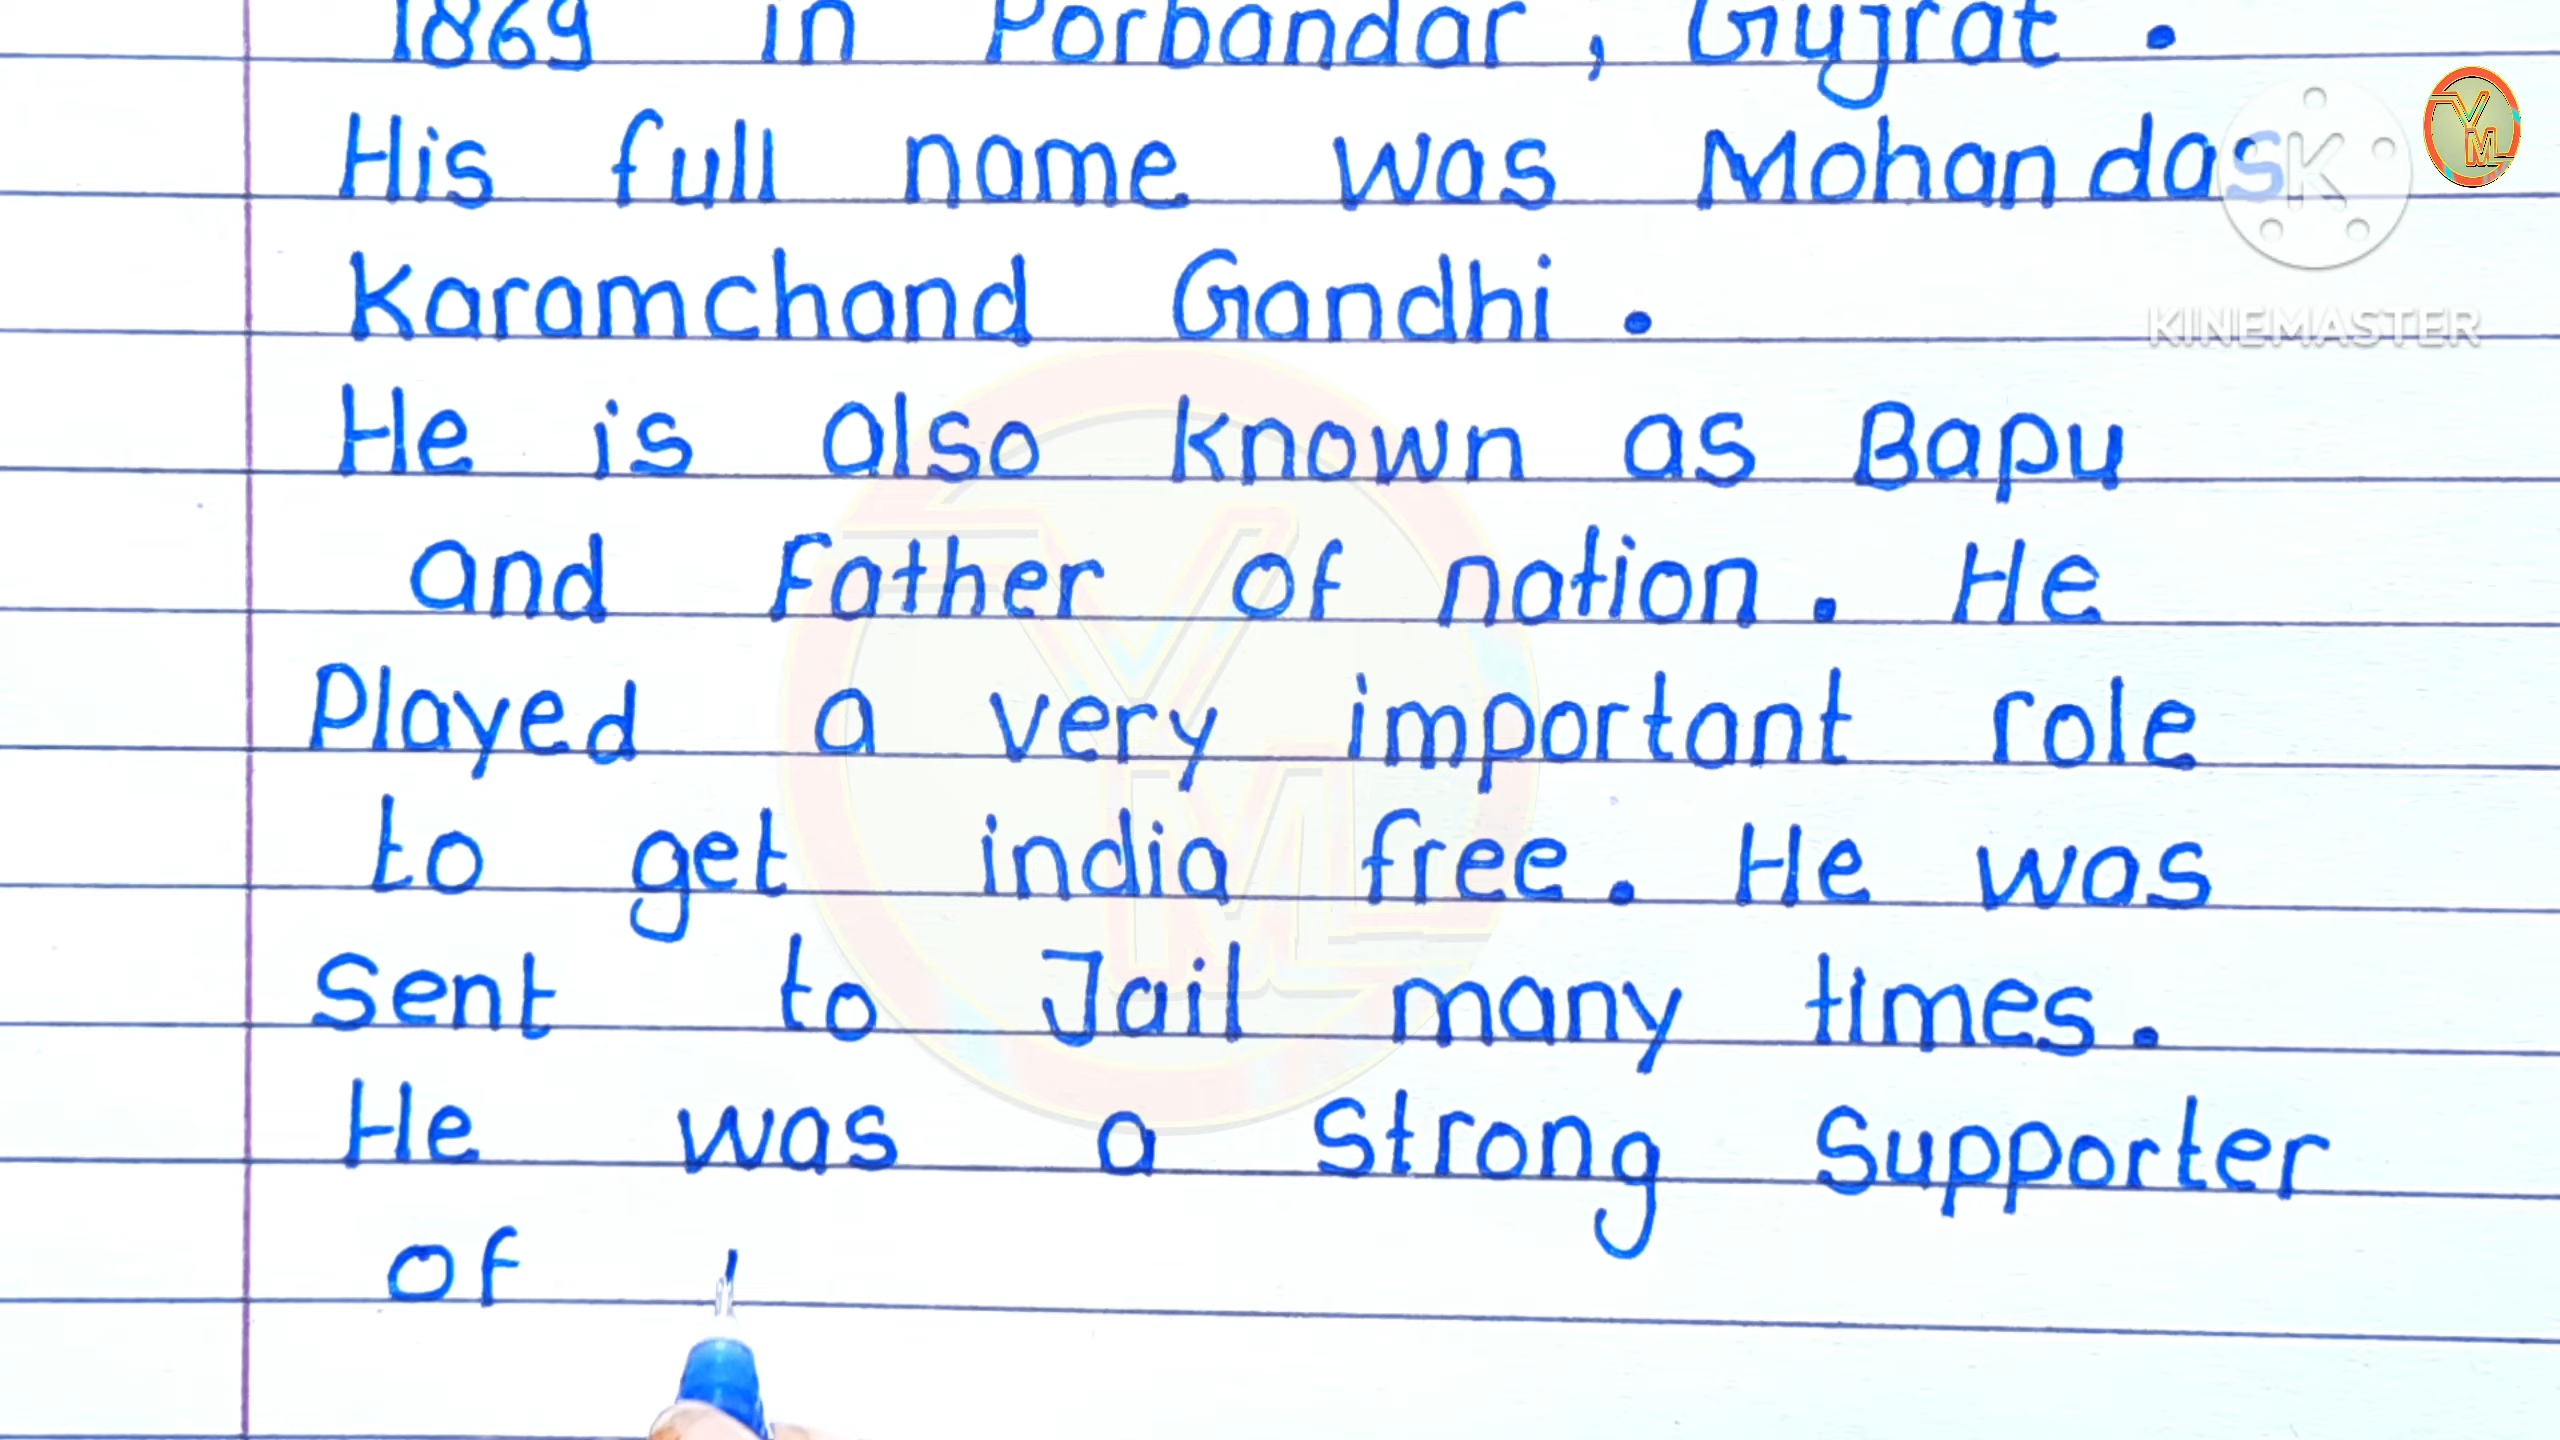 1869 in Porbandar, Gujrat.
His full name was Mohandas
Karamchand Gandhi.
He is also known as Bapu
and Father of nation. He
Played a very important role
to get india free. He was
Sent to Jail many times.
He was a strong supporter
of
SK
KINEMASTER
YM